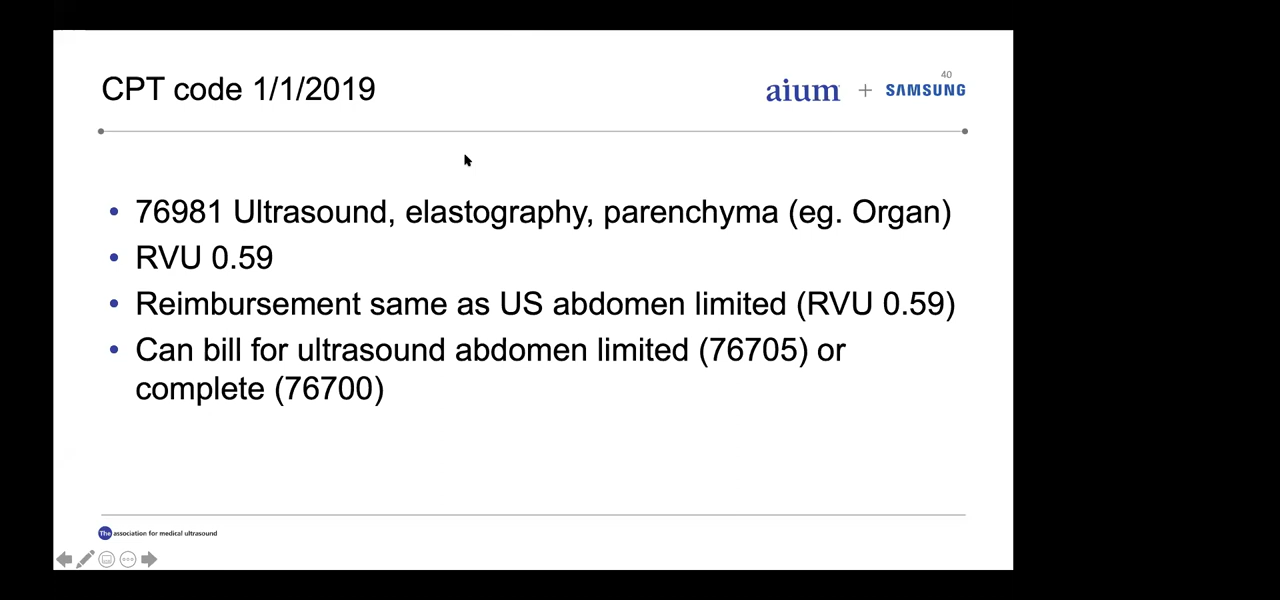 40
CPT code 1/1/2019
aium + SAMSUNG
• 76981 Ultrasound, elastography, parenchyma (eg. Organ)
• RVU 0.59
• Reimbursement same as US abdomen limited (RVU 0.59)
• Can bill for ultrasound abdomen limited (76705) or
complete (76700)
The association for medical ultrasound